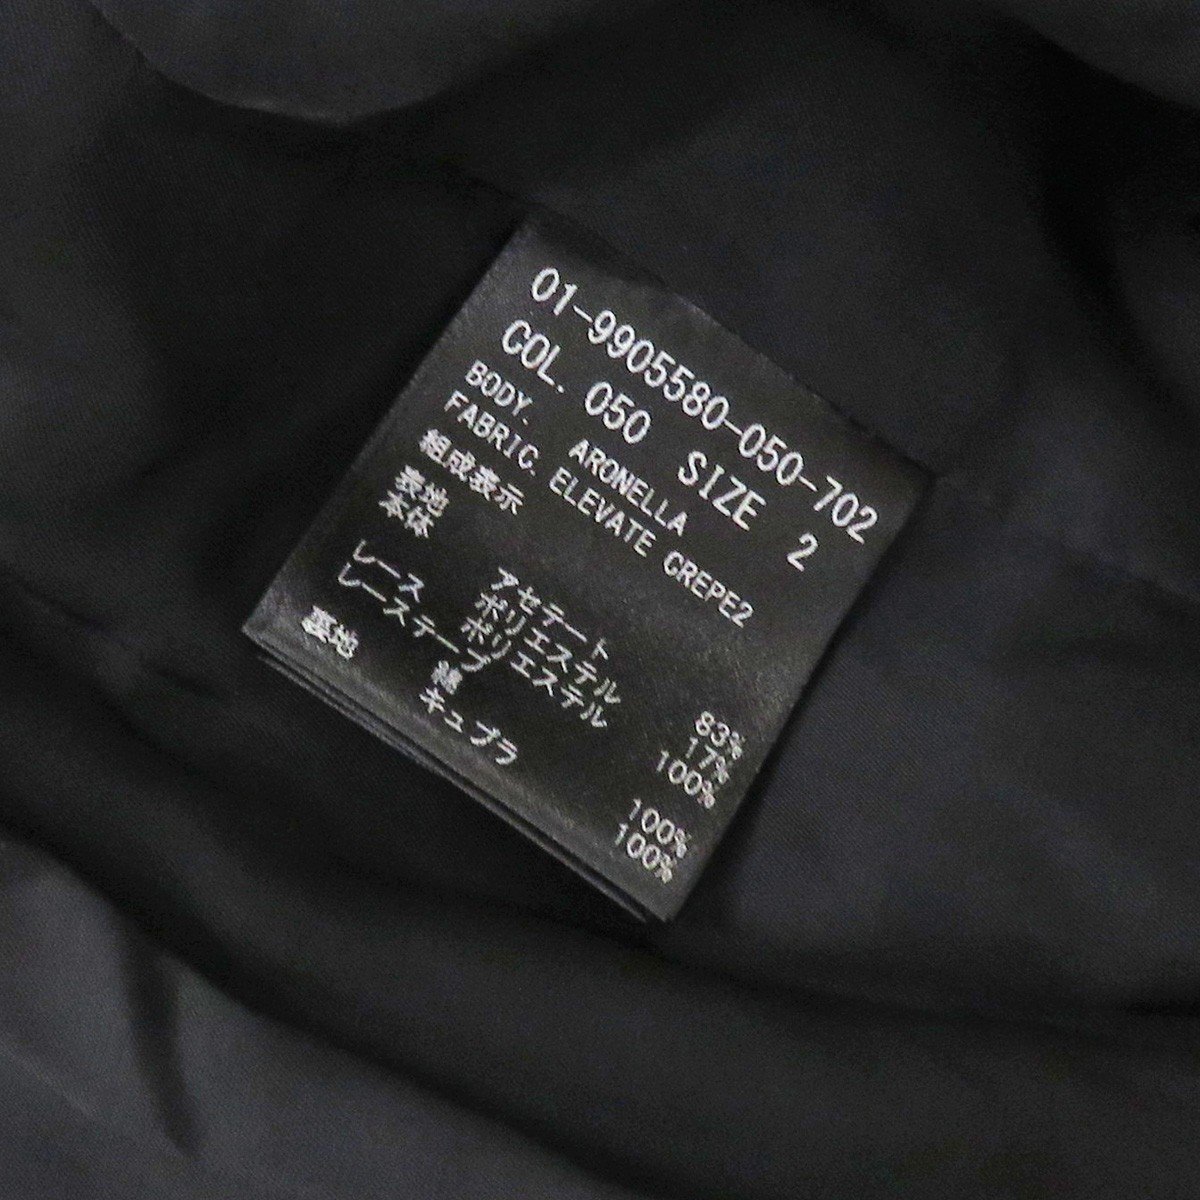 01-9905580-050-702
COL. 050 SIZE 2
BODY. ARONELLA
FABRIC. ELEVATE CREPE2
組成表示
表地
本体 アセテート 83%
ポリエステル 17%
レース ポリエステル 100%
レーステープ
綿 100%
裏地 キュプラ 100%